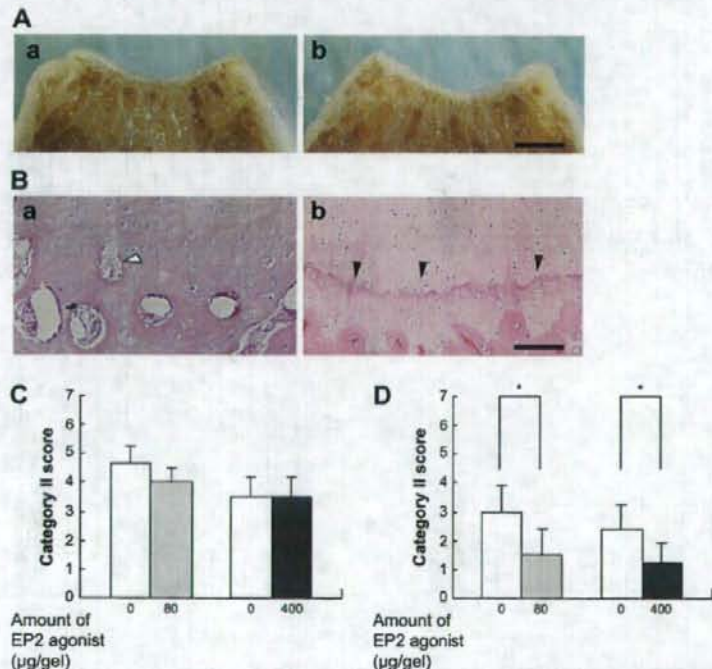 A
a
b
B
a
b
C
7
6
5
4
3
2
1
0
Category II score
0 80 0 400
Amount of
EP2 agonist
(µg/gel)
D
7
6
5
4
3
2
1
0
Category II score
* *
0 80 0 400
Amount of
EP2 agonist
(µg/gel)